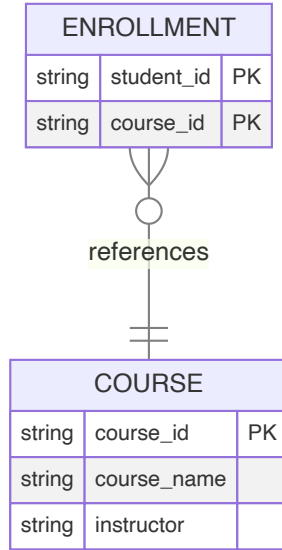 ENROLLMENT
string student_id PK
string course_id PK
references
COURSE
string course_id PK
string course_name
string instructor